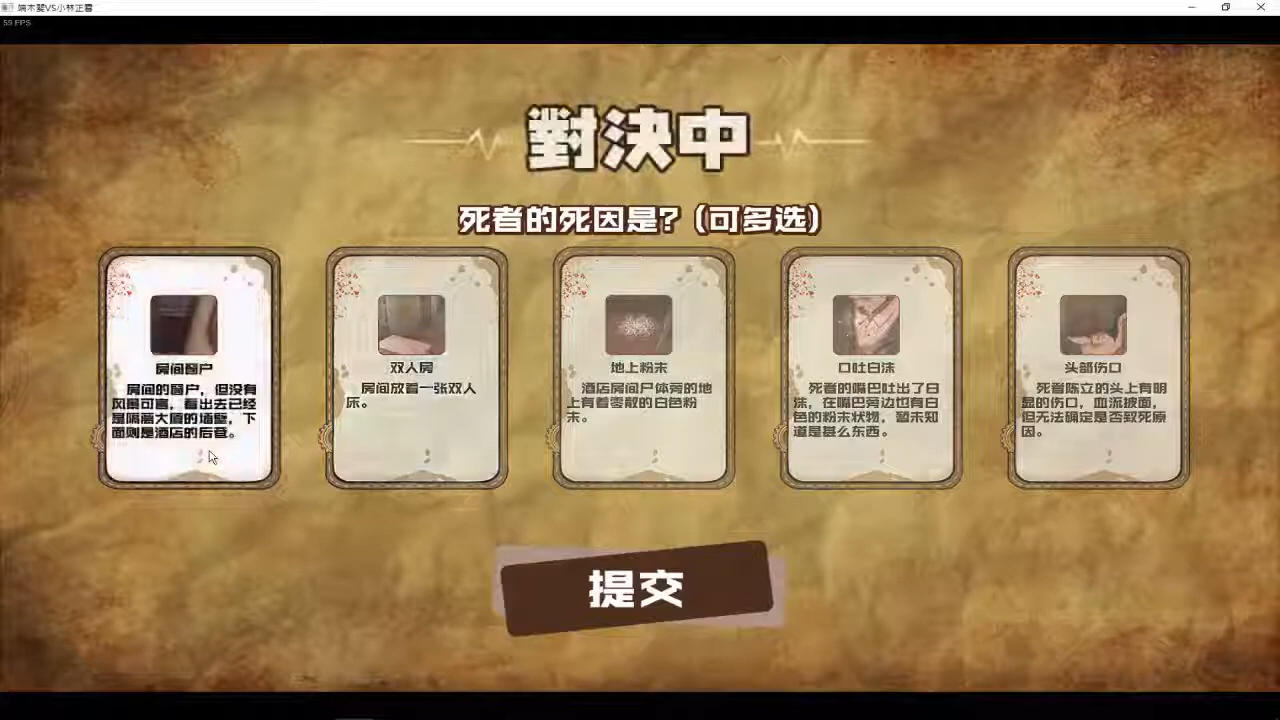 端木斐VS小林正雪
59 FPS
對決中
死者的死因是?(可多选)
房间窗户
房间的窗户，但没有
风景可言，看出去已经
是隔离大厦的墙壁，下
面则是酒店的后巷。
双人房
房间放着一张双人
床。
地上粉末
酒店房间尸体旁的地
上有着零散的白色粉
末。
口吐白沫
死者的嘴巴吐出了白
沫，在嘴巴旁边也有白
色的粉末状物，暂未知
道是甚么东西。
头部伤口
死者陈立的头上有明
显的伤口，血流披面，
但无法确定是否致死原
因。
提交